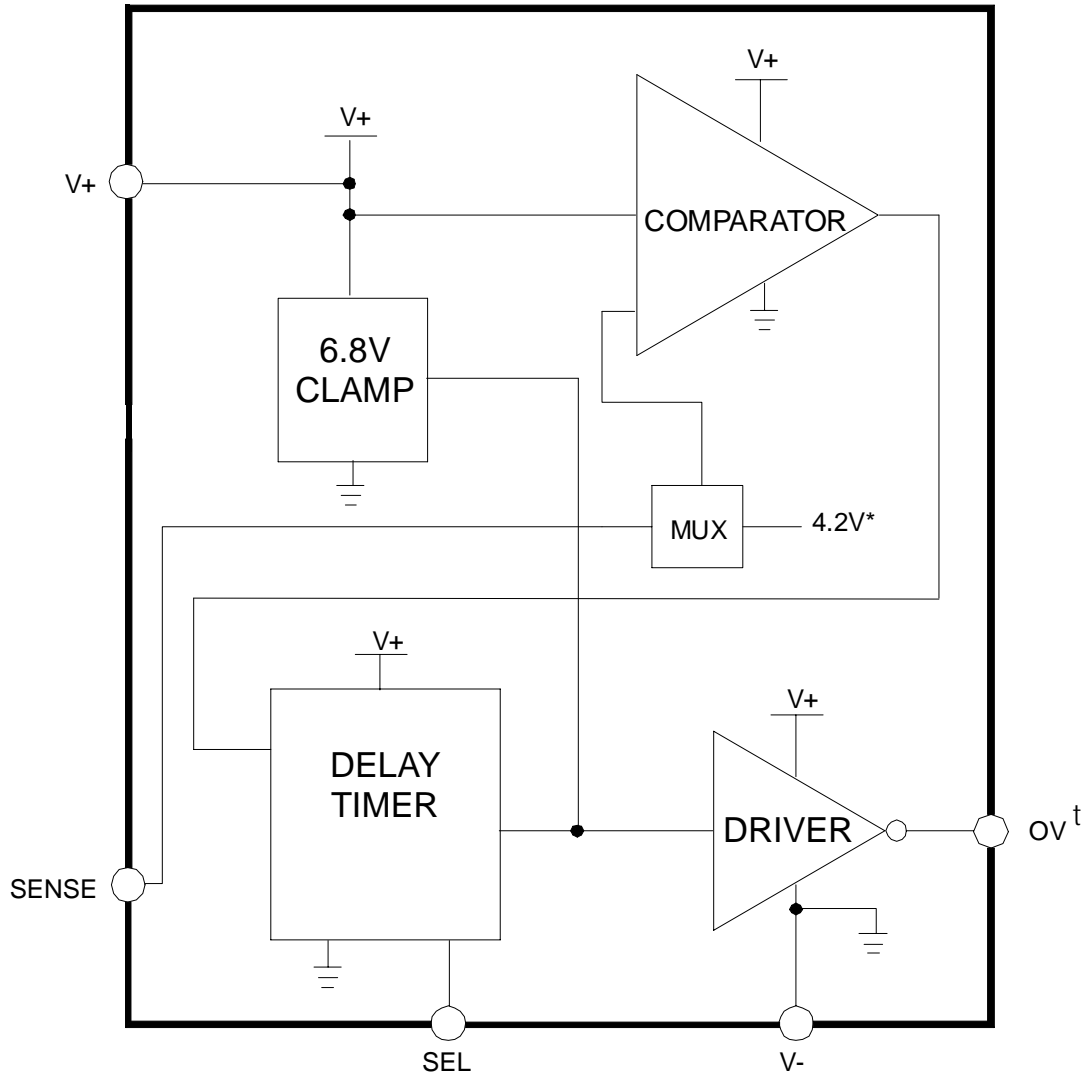 V+
V+
V+
COMPARATOR
6.8V
CLAMP
MUX
4.2V*
V+
V+
DELAY
TIMER
DRIVER
OV t
SENSE
SEL
V-